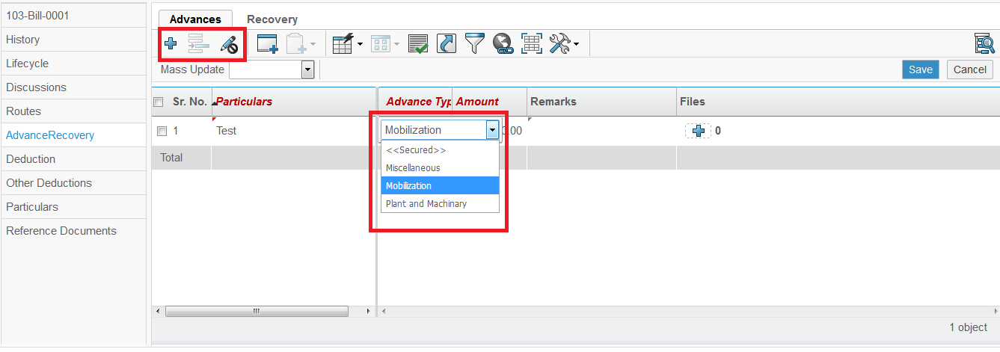 103-Bill-0001
History
Lifecycle
Discussions
Routes
AdvanceRecovery
Deduction
Other Deductions
Particulars
Reference Documents
Advances Recovery
Mass Update
Save Cancel
Sr. No. Particulars Advance Typ Amount Remarks Files
1 Test Mobilization 0.00 0
<<Secured>>
Miscellaneous
Mobilization
Plant and Machinary
Total
1 object